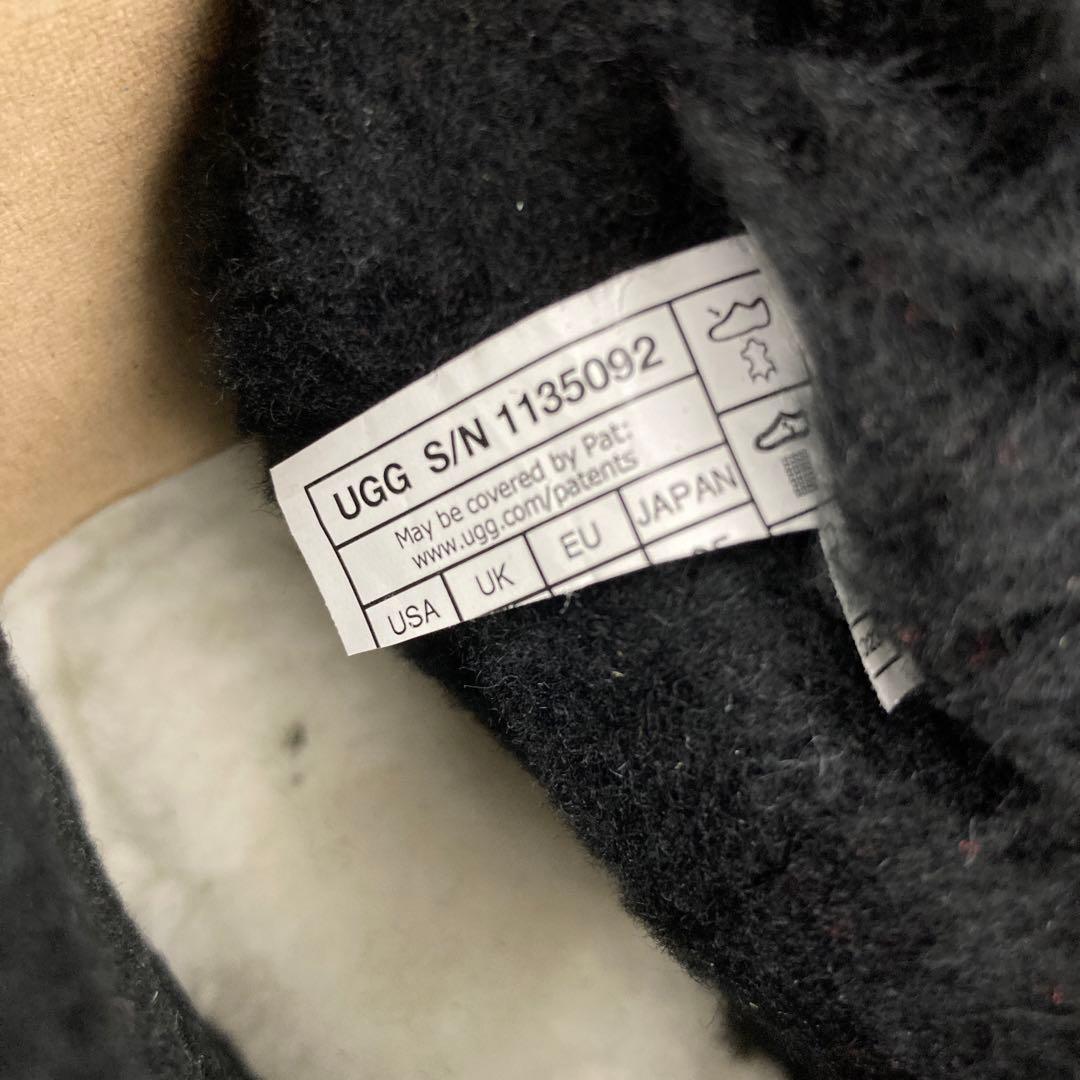 UGG S/N 1135092
May be covered by Pat:
www.ugg.com/patents
USA UK EU JAPAN